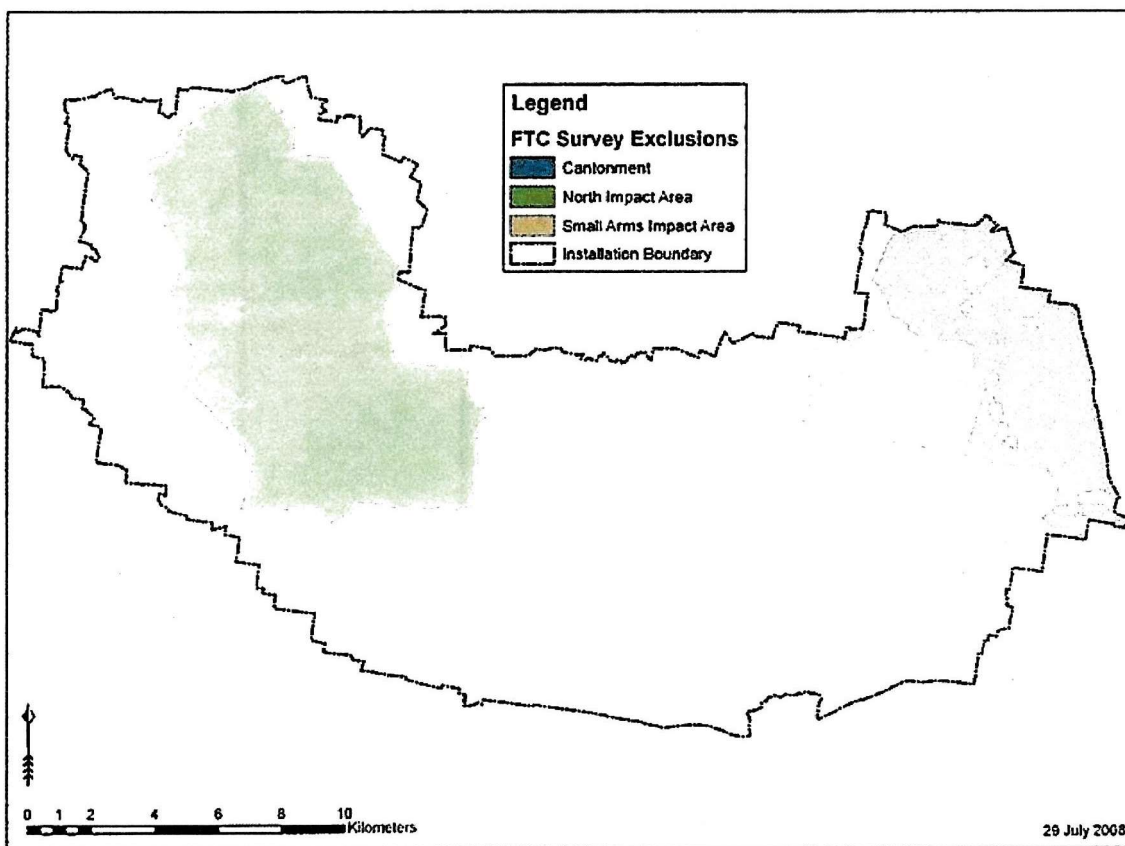 Legend
FTC Survey Exclusions
Cantonment
North Impact Area
Small Arms Impact Area
Installation Boundary
0 1 2 4 6 8 10
Kilometers
29 July 2008